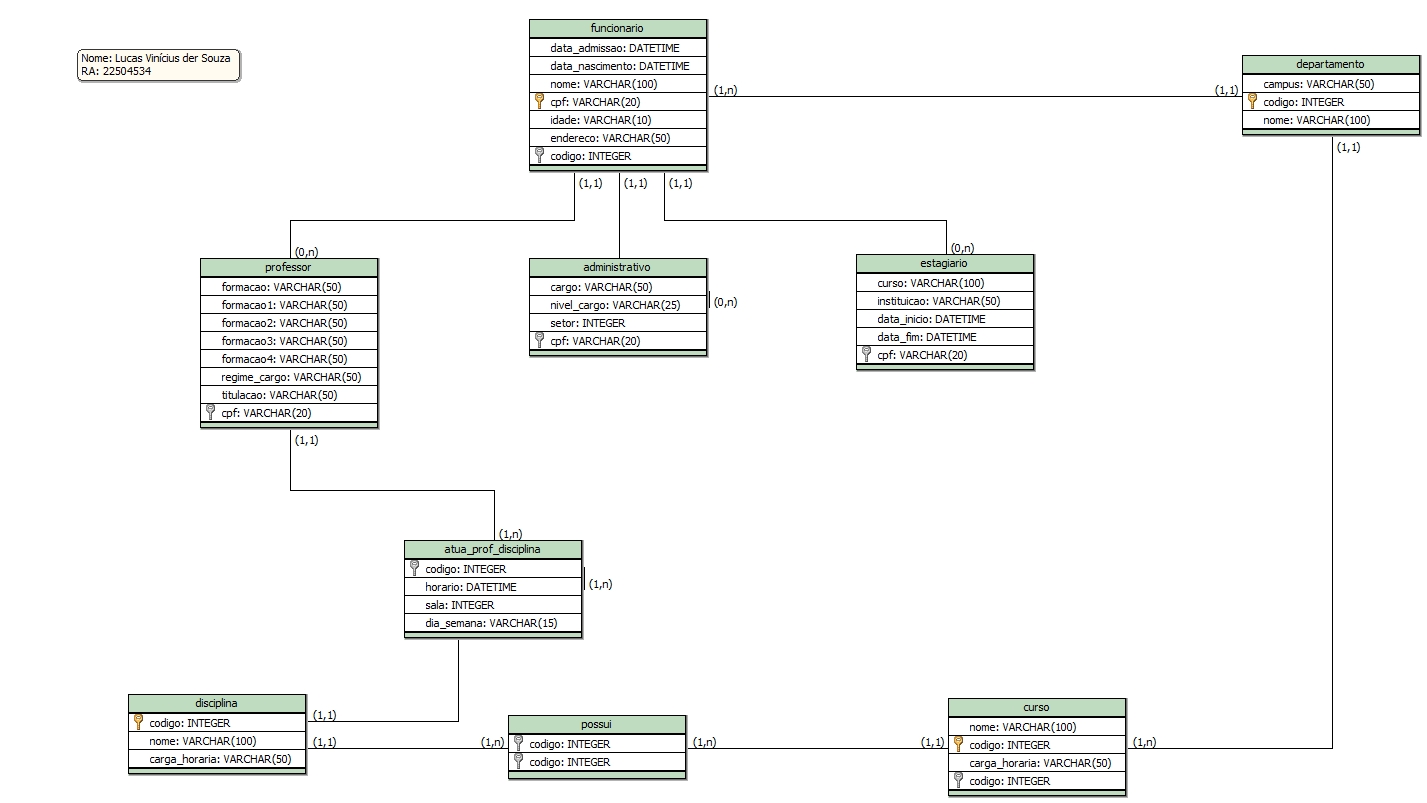 Nome: Lucas Vinícius der Souza
RA: 22504534
funcionario
data_admissao: DATETIME
data_nascimento: DATETIME
nome: VARCHAR(100)
cpf: VARCHAR(20)
idade: VARCHAR(10)
endereco: VARCHAR(50)
codigo: INTEGER
(1,n)
(1,1)
departamento
campus: VARCHAR(50)
codigo: INTEGER
nome: VARCHAR(100)
(1,1)
(1,1)
(1,1)
(1,1)
(0,n)
professor
formacao: VARCHAR(50)
formacao1: VARCHAR(50)
formacao2: VARCHAR(50)
formacao3: VARCHAR(50)
formacao4: VARCHAR(50)
regime_cargo: VARCHAR(50)
titulacao: VARCHAR(50)
cpf: VARCHAR(20)
(1,1)
administrativo
cargo: VARCHAR(50)
nivel_cargo: VARCHAR(25)
setor: INTEGER
cpf: VARCHAR(20)
(0,n)
(0,n)
estagiario
curso: VARCHAR(100)
instituicao: VARCHAR(50)
data_inicio: DATETIME
data_fim: DATETIME
cpf: VARCHAR(20)
(1,n)
atua_prof_disciplina
codigo: INTEGER
horario: DATETIME
sala: INTEGER
dia_semana: VARCHAR(15)
(1,n)
disciplina
codigo: INTEGER
nome: VARCHAR(100)
carga_horaria: VARCHAR(50)
(1,1)
(1,1)
(1,n)
possui
codigo: INTEGER
codigo: INTEGER
(1,n)
(1,1)
curso
nome: VARCHAR(100)
codigo: INTEGER
carga_horaria: VARCHAR(50)
codigo: INTEGER
(1,n)